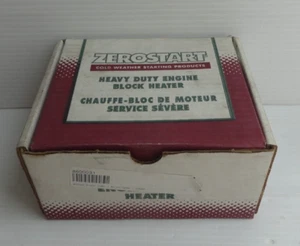 ZEROSTART
COLD WEATHER STARTING PRODUCTS
HEAVY DUTY ENGINE
BLOCK HEATER
CHAUFFE-BLOC DE MOTEUR
SERVICE SÉVÈRE
HEATER